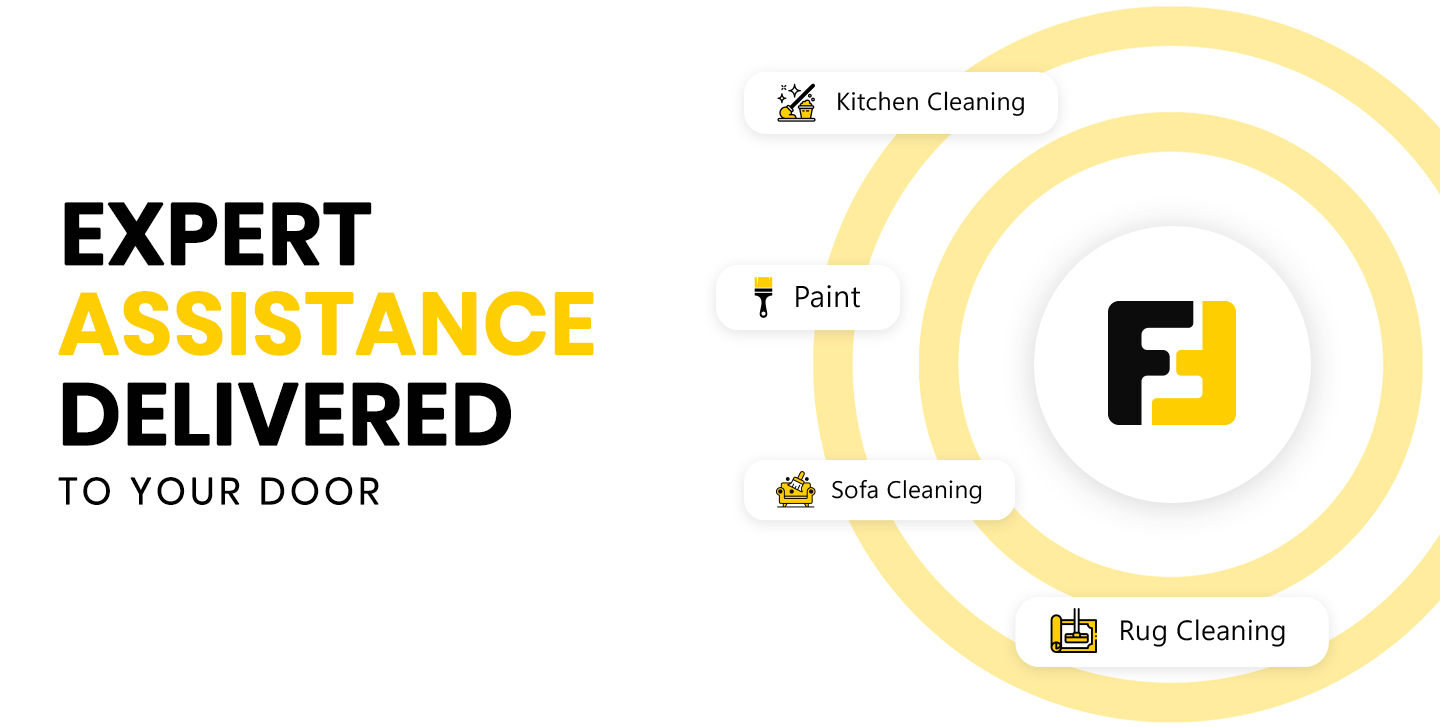 EXPERT
ASSISTANCE
DELIVERED
TO YOUR DOOR
Kitchen Cleaning
Paint
Sofa Cleaning
Rug Cleaning